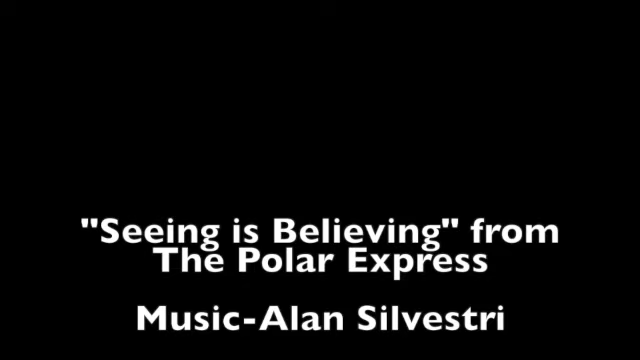 "Seeing is Believing" from
The Polar Express
Music-Alan Silvestri